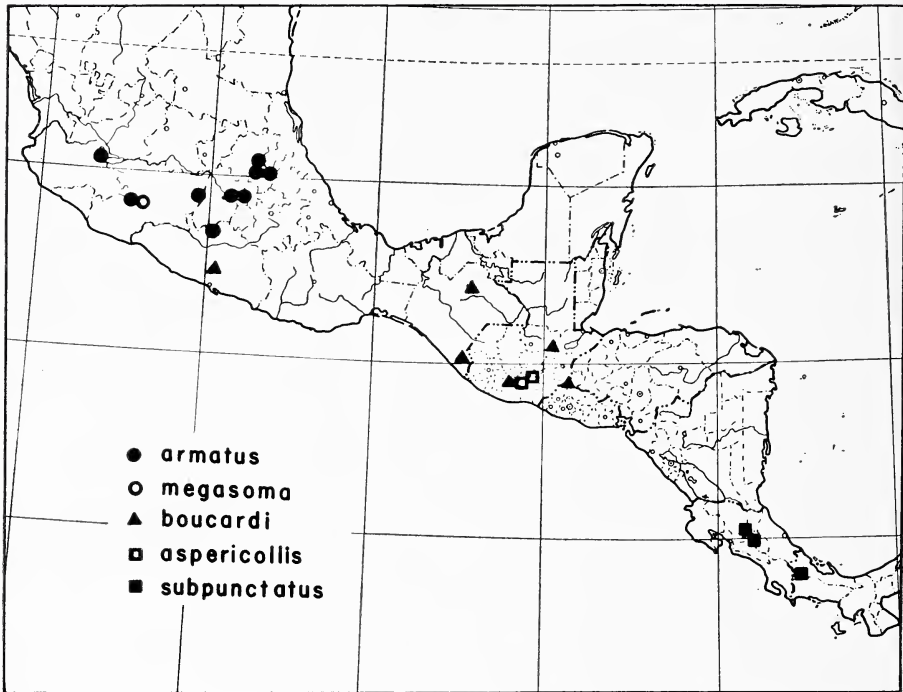 armatus
megasoma
boucardi
aspericollis
subpunctatus